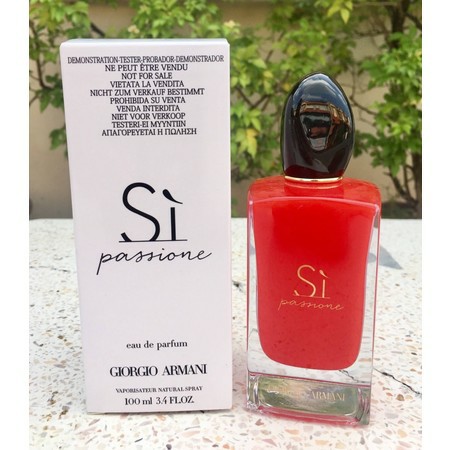 DEMONSTRATION-TESTER-PROBADOR-DEMONSTRADOR
NE PEUT ÊTRE VENDU
NOT FOR SALE
VIETATA LA VENDITA
NICHT ZUM VERKAUF BESTIMMT
PROHIBIDA SU VENTA
VENDA INTERDITA
NIET VOOR VERKOOP
TESTERI-EI MYYNTIIN
ΑΠΑΓΟΡΕΥΕΤΑΙ Η ΠΩΛΗΣΗ
Sì
passione
eau de parfum
GIORGIO ARMANI
VAPORISATEUR NATURAL SPRAY
100 ml 3.4 FL.OZ.
Sì
passione
ARMANI